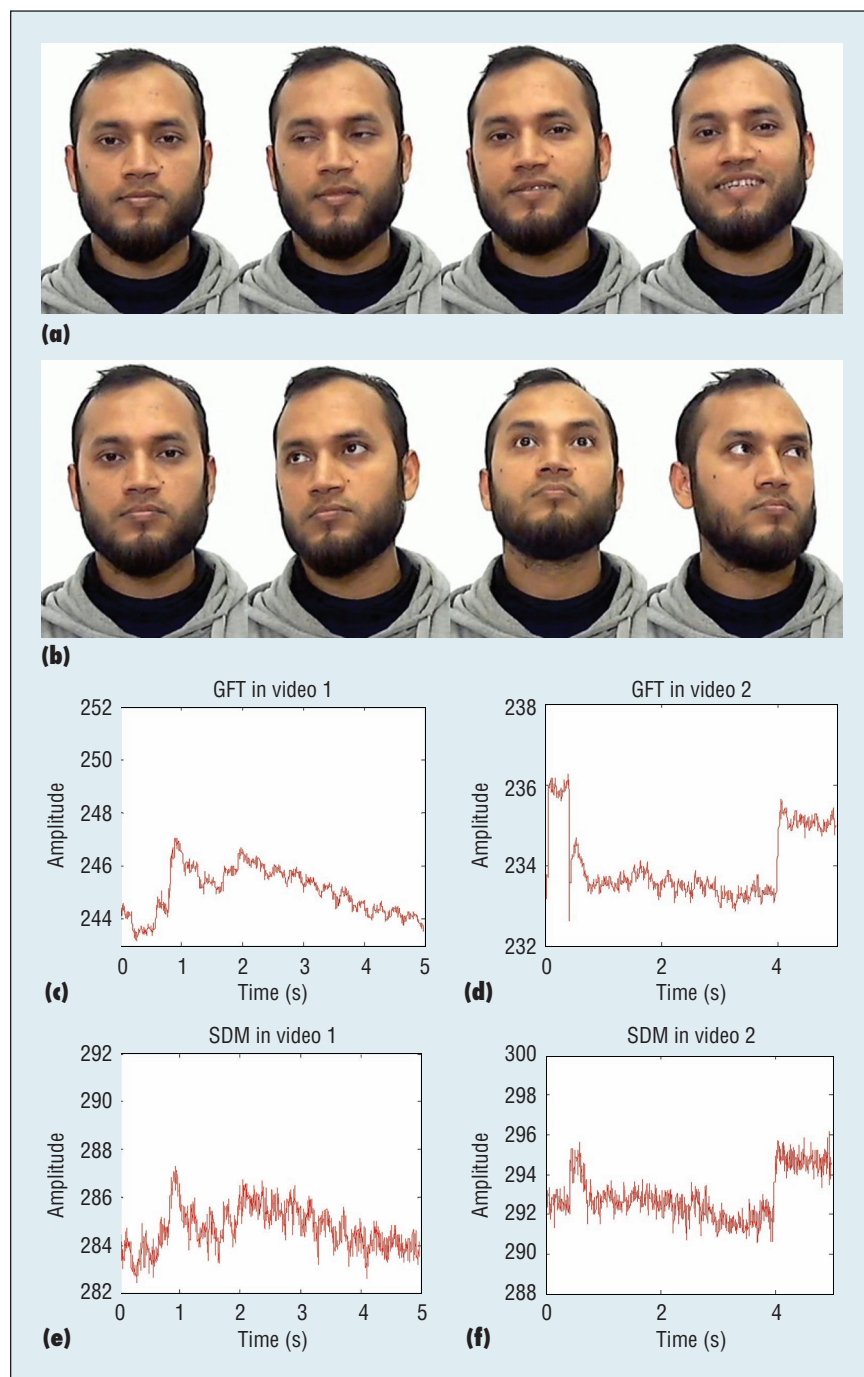 (a)
(b)
GFT in video 1
252
250
248
246
244
Amplitude
0 1 2 3 4 5
Time (s)
(c)
GFT in video 2
238
236
234
232
Amplitude
0 2 4
Time (s)
(d)
SDM in video 1
292
290
288
286
284
282
Amplitude
0 1 2 3 4 5
Time (s)
(e)
SDM in video 2
300
298
296
295
292
290
288
Amplitude
0 2 4
Time (s)
(f)